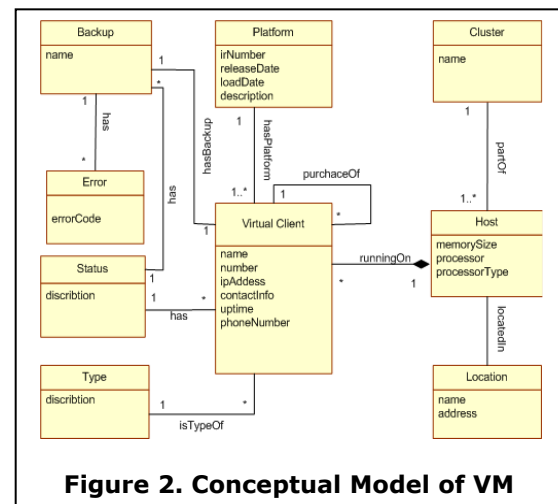 Backup
name
Platform
irNumber
releaseDate
loadDate
description
Cluster
name
1
*
1
has
*
has
hasBackup
1
hasPlatform
1..*
1
purchaceOf
1
*
1
partOf
1..*
Error
errorCode
Virtual Client
name
number
ipAddess
contactInfo
uptime
phoneNumber
runningOn
*
1
Host
memorySize
processor
processorType
Status
discribtion
1
1
has
*
locatedIn
Type
discribtion
1
isTypeOf
*
Location
name
address
Figure 2. Conceptual Model of VM